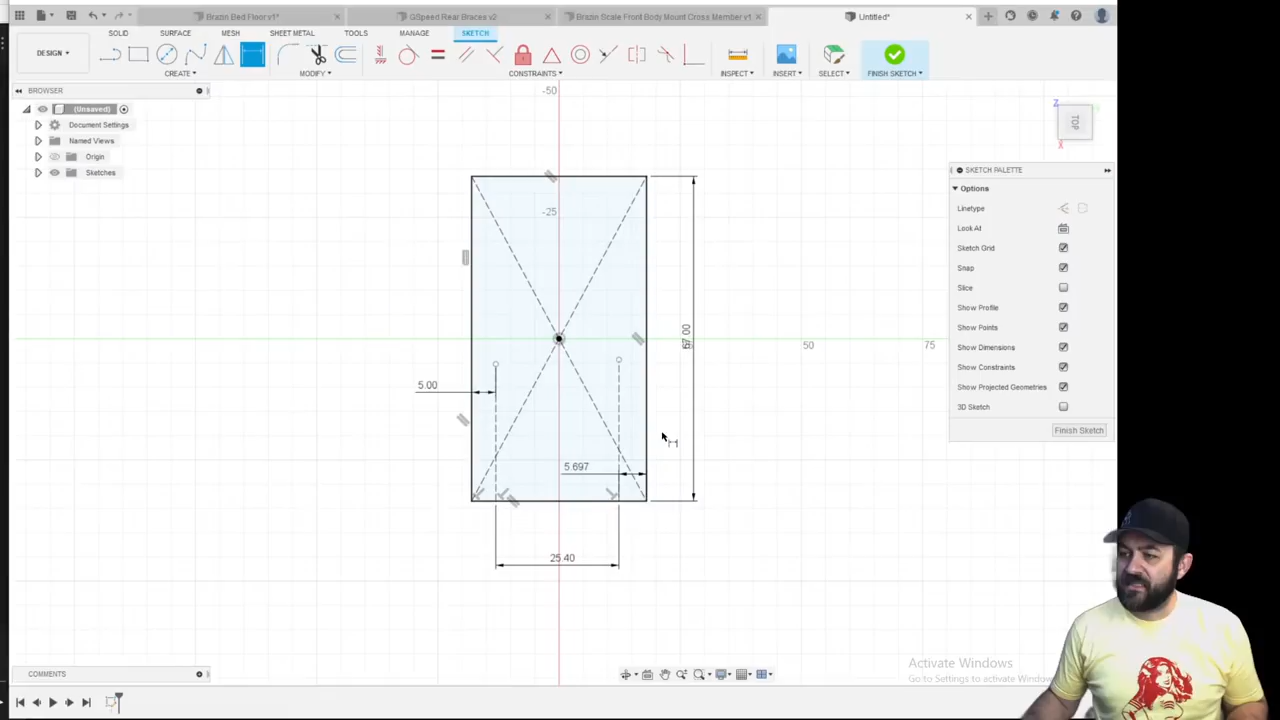 Brazin Bed Floor v1*
GSpeed Rear Braces v2
Brazin Scale Front Body Mount Cross Member v1
Untitled*
SOLID
SURFACE
MESH
SHEET METAL
TOOLS
MANAGE
SKETCH
DESIGN
CREATE
MODIFY
CONSTRAINTS
INSPECT
INSERT
SELECT
FINISH SKETCH
BROWSER
(Unsaved)
Document Settings
Named Views
Origin
Sketches
-50
-25
50
75
67.00
5.00
5.697
25.40
TOP
Z
X
SKETCH PALETTE
Options
Linetype
Look At
Sketch Grid
Snap
Slice
Show Profile
Show Points
Show Dimensions
Show Constraints
Show Projected Geometries
3D Sketch
Finish Sketch
COMMENTS
Activate Windows
Go to Settings to activate Windows